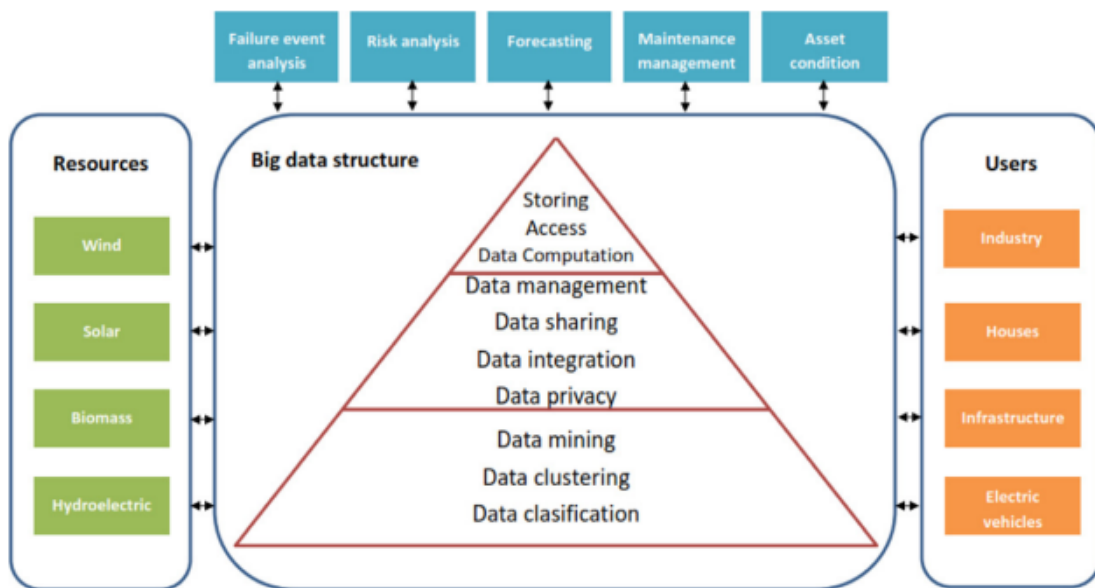 Failure event
analysis
Risk analysis
Forecasting
Maintenance
management
Asset
condition
Resources
Wind
Solar
Biomass
Hydroelectric
Big data structure
Storing
Access
Data Computation
Data management
Data sharing
Data integration
Data privacy
Data mining
Data clustering
Data clasification
Users
Industry
Houses
Infrastructure
Electric
vehicles